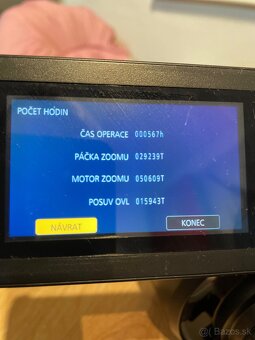 POČET HODIN
ČAS OPERACE 000567h
PÁČKA ZOOMU 029239T
MOTOR ZOOMU 050609T
POSUV OVL 015943T
NÁVRAT KONEC
bazos.sk